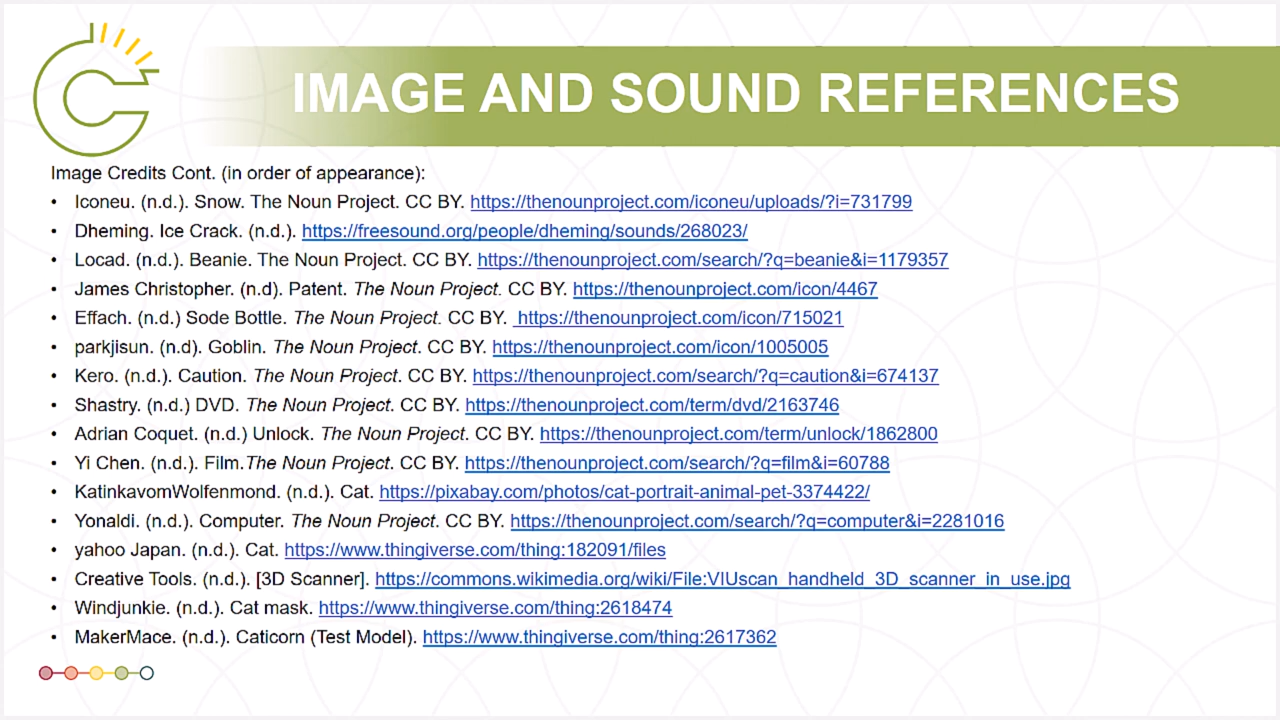 IMAGE AND SOUND REFERENCES
Image Credits Cont. (in order of appearance):
• Iconeu. (n.d.). Snow. The Noun Project. CC BY. https://thenounproject.com/iconeu/uploads/?i=731799
• Dheming. Ice Crack. (n.d.). https://freesound.org/people/dheming/sounds/268023/
• Locad. (n.d.). Beanie. The Noun Project. CC BY. https://thenounproject.com/search/?q=beanie&i=1179357
• James Christopher. (n.d). Patent. The Noun Project. CC BY. https://thenounproject.com/icon/4467
• Effach. (n.d.) Sode Bottle. The Noun Project. CC BY. https://thenounproject.com/icon/715021
• parkjisun. (n.d). Goblin. The Noun Project. CC BY. https://thenounproject.com/icon/1005005
• Kero. (n.d.). Caution. The Noun Project. CC BY. https://thenounproject.com/search/?q=caution&i=674137
• Shastry. (n.d.) DVD. The Noun Project. CC BY. https://thenounproject.com/term/dvd/2163746
• Adrian Coquet. (n.d.) Unlock. The Noun Project. CC BY. https://thenounproject.com/term/unlock/1862800
• Yi Chen. (n.d.). Film.The Noun Project. CC BY. https://thenounproject.com/search/?q=film&i=60788
• KatinkavomWolfenmond. (n.d.). Cat. https://pixabay.com/photos/cat-portrait-animal-pet-3374422/
• Yonaldi. (n.d.). Computer. The Noun Project. CC BY. https://thenounproject.com/search/?q=computer&i=2281016
• yahoo Japan. (n.d.). Cat. https://www.thingiverse.com/thing:182091/files
• Creative Tools. (n.d.). [3D Scanner]. https://commons.wikimedia.org/wiki/File:VIUscan_handheld_3D_scanner_in_use.jpg
• Windjunkie. (n.d.). Cat mask. https://www.thingiverse.com/thing:2618474
• MakerMace. (n.d.). Caticorn (Test Model). https://www.thingiverse.com/thing:2617362